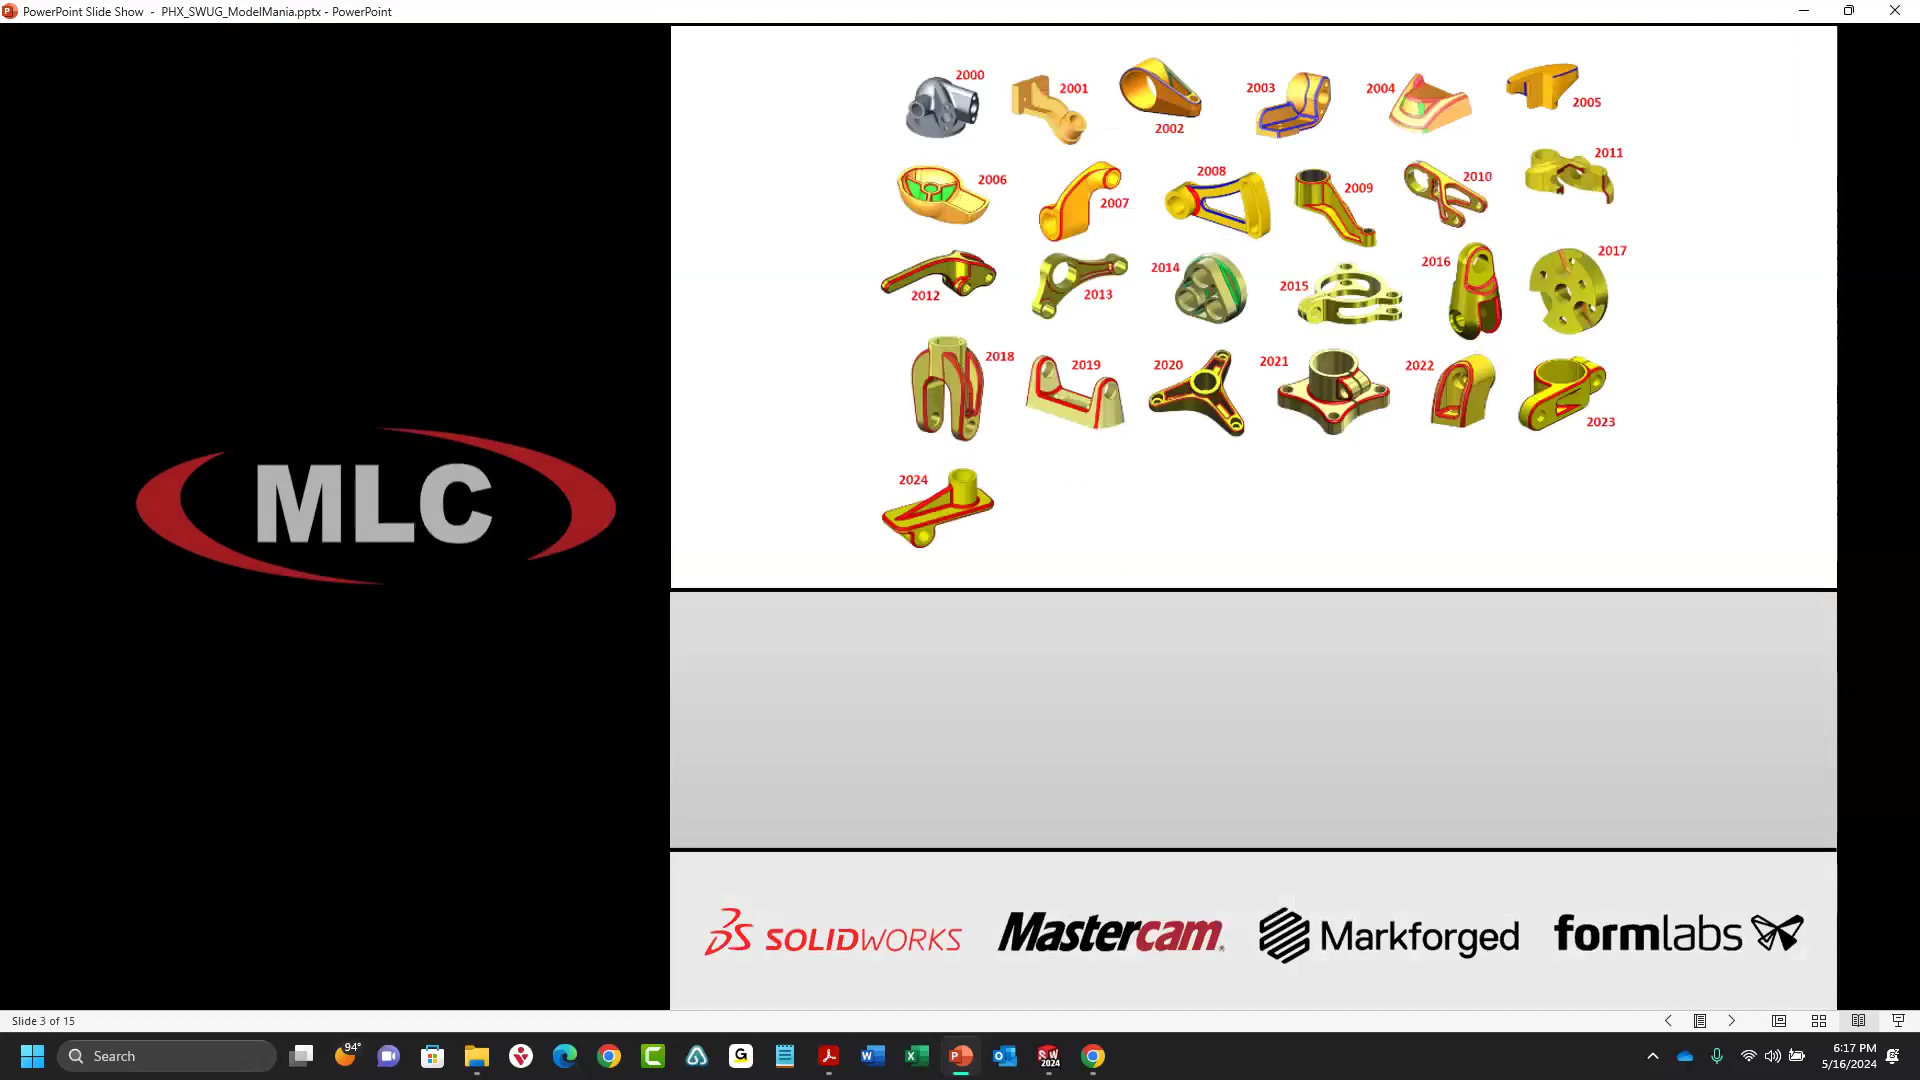 PowerPoint Slide Show - PHX_SWUG_ModelMania.pptx - PowerPoint
2000
2001
2002
2003
2004
2005
2006
2007
2008
2009
2010
2011
2012
2013
2014
2015
2016
2017
2018
2019
2020
2021
2022
2023
2024
MLC
SOLIDWORKS
Mastercam
Markforged
formlabs
Slide 3 of 15
Search
94°
SW
2024
6:17 PM
5/16/2024